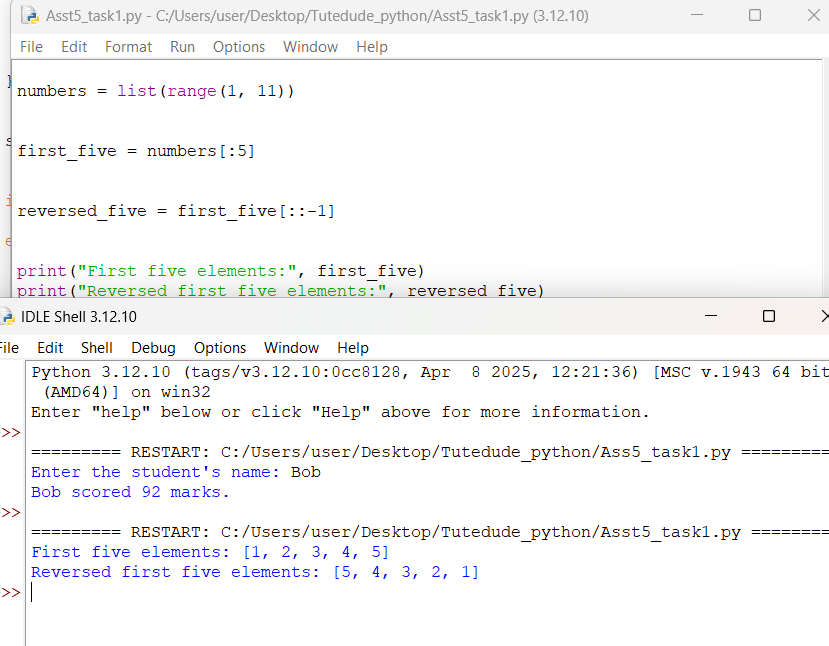 Asst5_task1.py - C:/Users/user/Desktop/Tutedude_python/Asst5_task1.py (3.12.10)
File Edit Format Run Options Window Help
numbers = list(range(1, 11))
first_five = numbers[:5]
reversed_five = first_five[::-1]
print("First five elements:", first_five)
print("Reversed first five elements:", reversed_five)
IDLE Shell 3.12.10
File Edit Shell Debug Options Window Help
Python 3.12.10 (tags/v3.12.10:0cc8128, Apr  8 2025, 12:21:36) [MSC v.1943 64 bit
(AMD64)] on win32
Enter "help" below or click "Help" above for more information.
>>
========= RESTART: C:/Users/user/Desktop/Tutedude_python/Ass5_task1.py =========
Enter the student's name: Bob
Bob scored 92 marks.
>>
========= RESTART: C:/Users/user/Desktop/Tutedude_python/Asst5_task1.py ========
First five elements: [1, 2, 3, 4, 5]
Reversed first five elements: [5, 4, 3, 2, 1]
>>